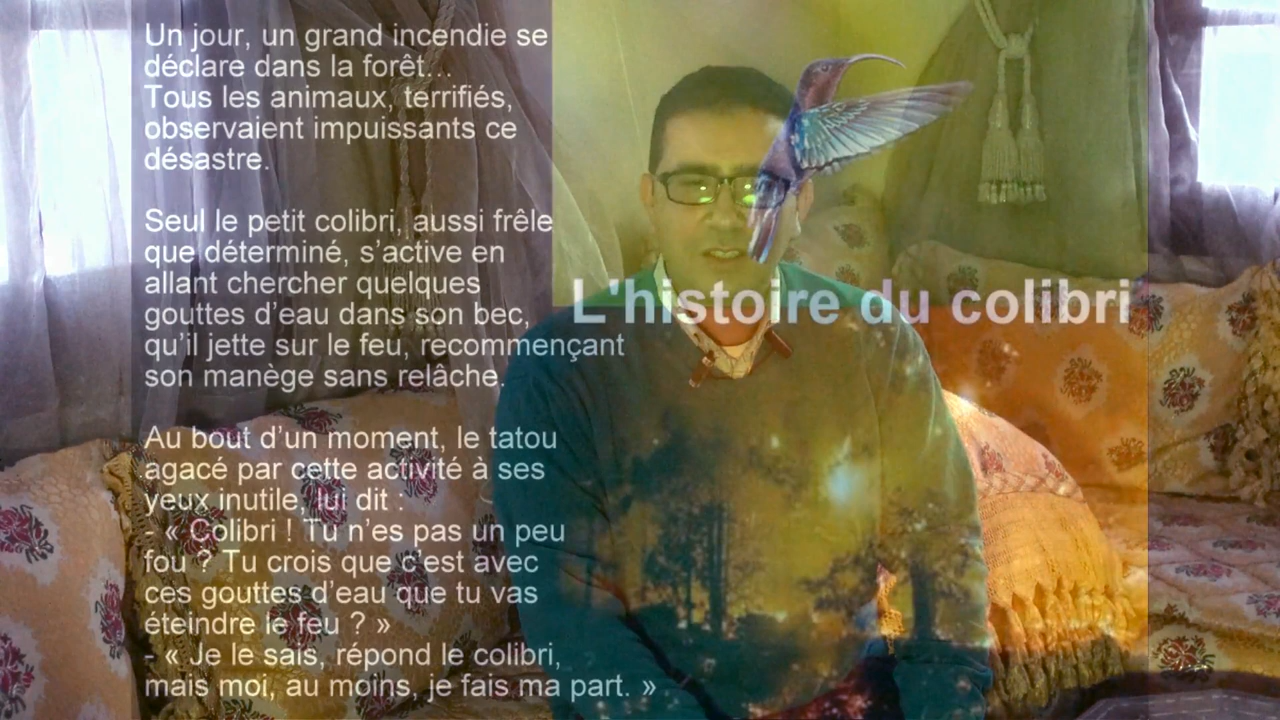 Un jour, un grand incendie se
déclare dans la forêt…
Tous les animaux, terrifiés,
observaient impuissants ce
désastre.
Seul le petit colibri, aussi frêle
que déterminé, s’active en
allant chercher quelques
gouttes d’eau dans son bec,
qu’il jette sur le feu, recommençant
son manège sans relâche.
Au bout d’un moment, le tatou
agacé par cette activité à ses
yeux inutile, lui dit :
- « Colibri ! Tu n’es pas un peu
fou ? Tu crois que c’est avec
ces gouttes d’eau que tu vas
éteindre le feu ? »
- « Je le sais, répond le colibri,
mais moi, au moins, je fais ma part. »
L'histoire du colibri